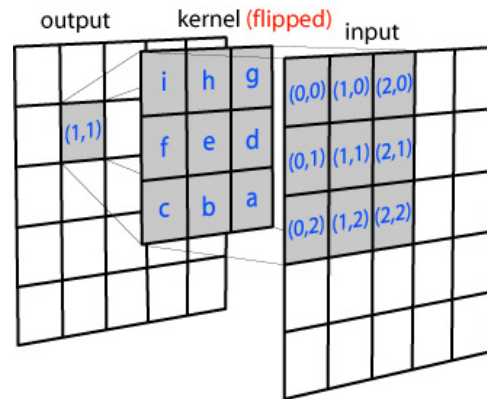 output kernel (flipped) input
i h g
f e d
c b a
(1,1)
(0,0) (1,0) (2,0)
(0,1) (1,1) (2,1)
(0,2) (1,2) (2,2)